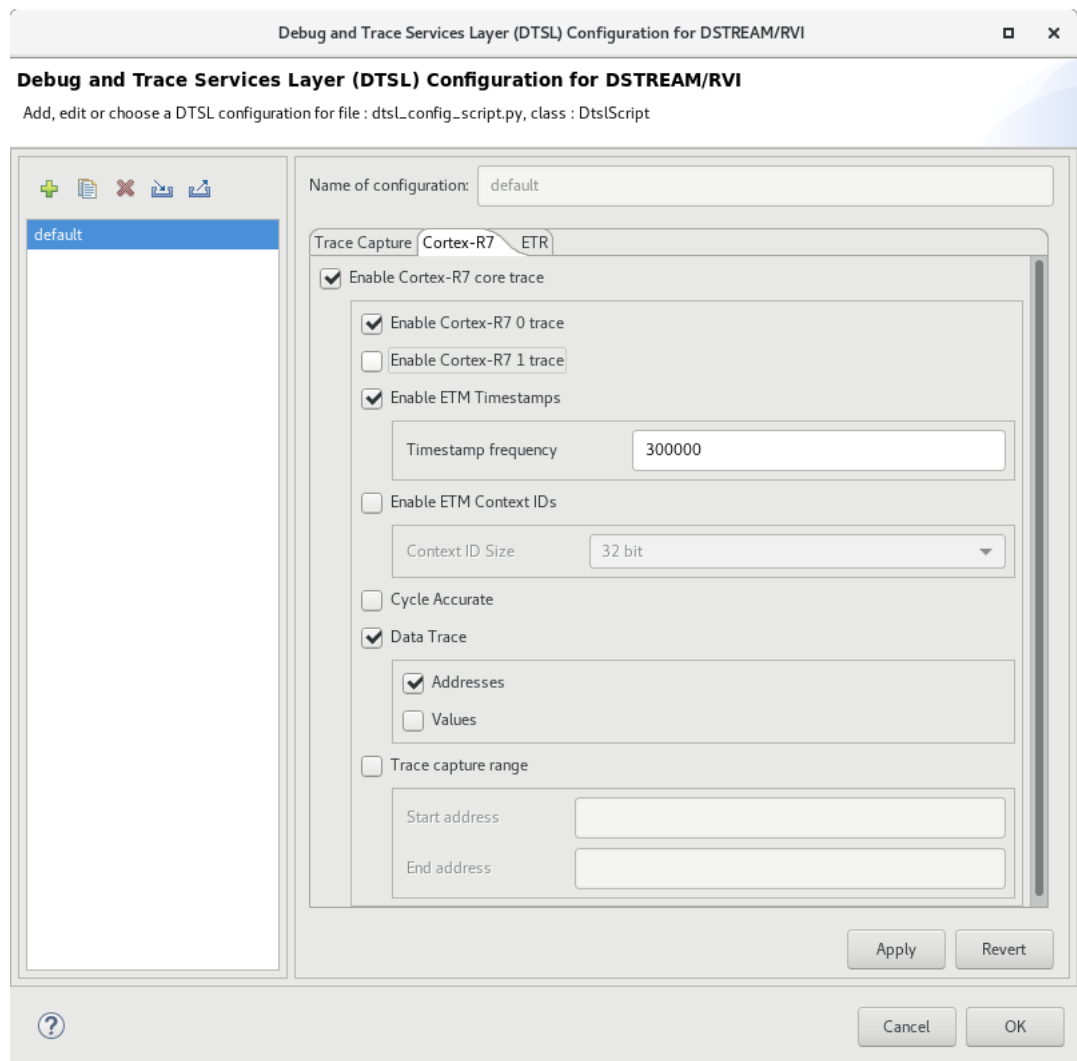 Debug and Trace Services Layer (DTSL) Configuration for DSTREAM/RVI
Debug and Trace Services Layer (DTSL) Configuration for DSTREAM/RVI
Add, edit or choose a DTSL configuration for file : dtsl_config_script.py, class : DtslScript
default
Name of configuration: default
Trace Capture Cortex-R7 ETR
Enable Cortex-R7 core trace
Enable Cortex-R7 0 trace
Enable Cortex-R7 1 trace
Enable ETM Timestamps
Timestamp frequency 300000
Enable ETM Context IDs
Context ID Size 32 bit
Cycle Accurate
Data Trace
Addresses
Values
Trace capture range
Start address
End address
Apply Revert
? Cancel OK